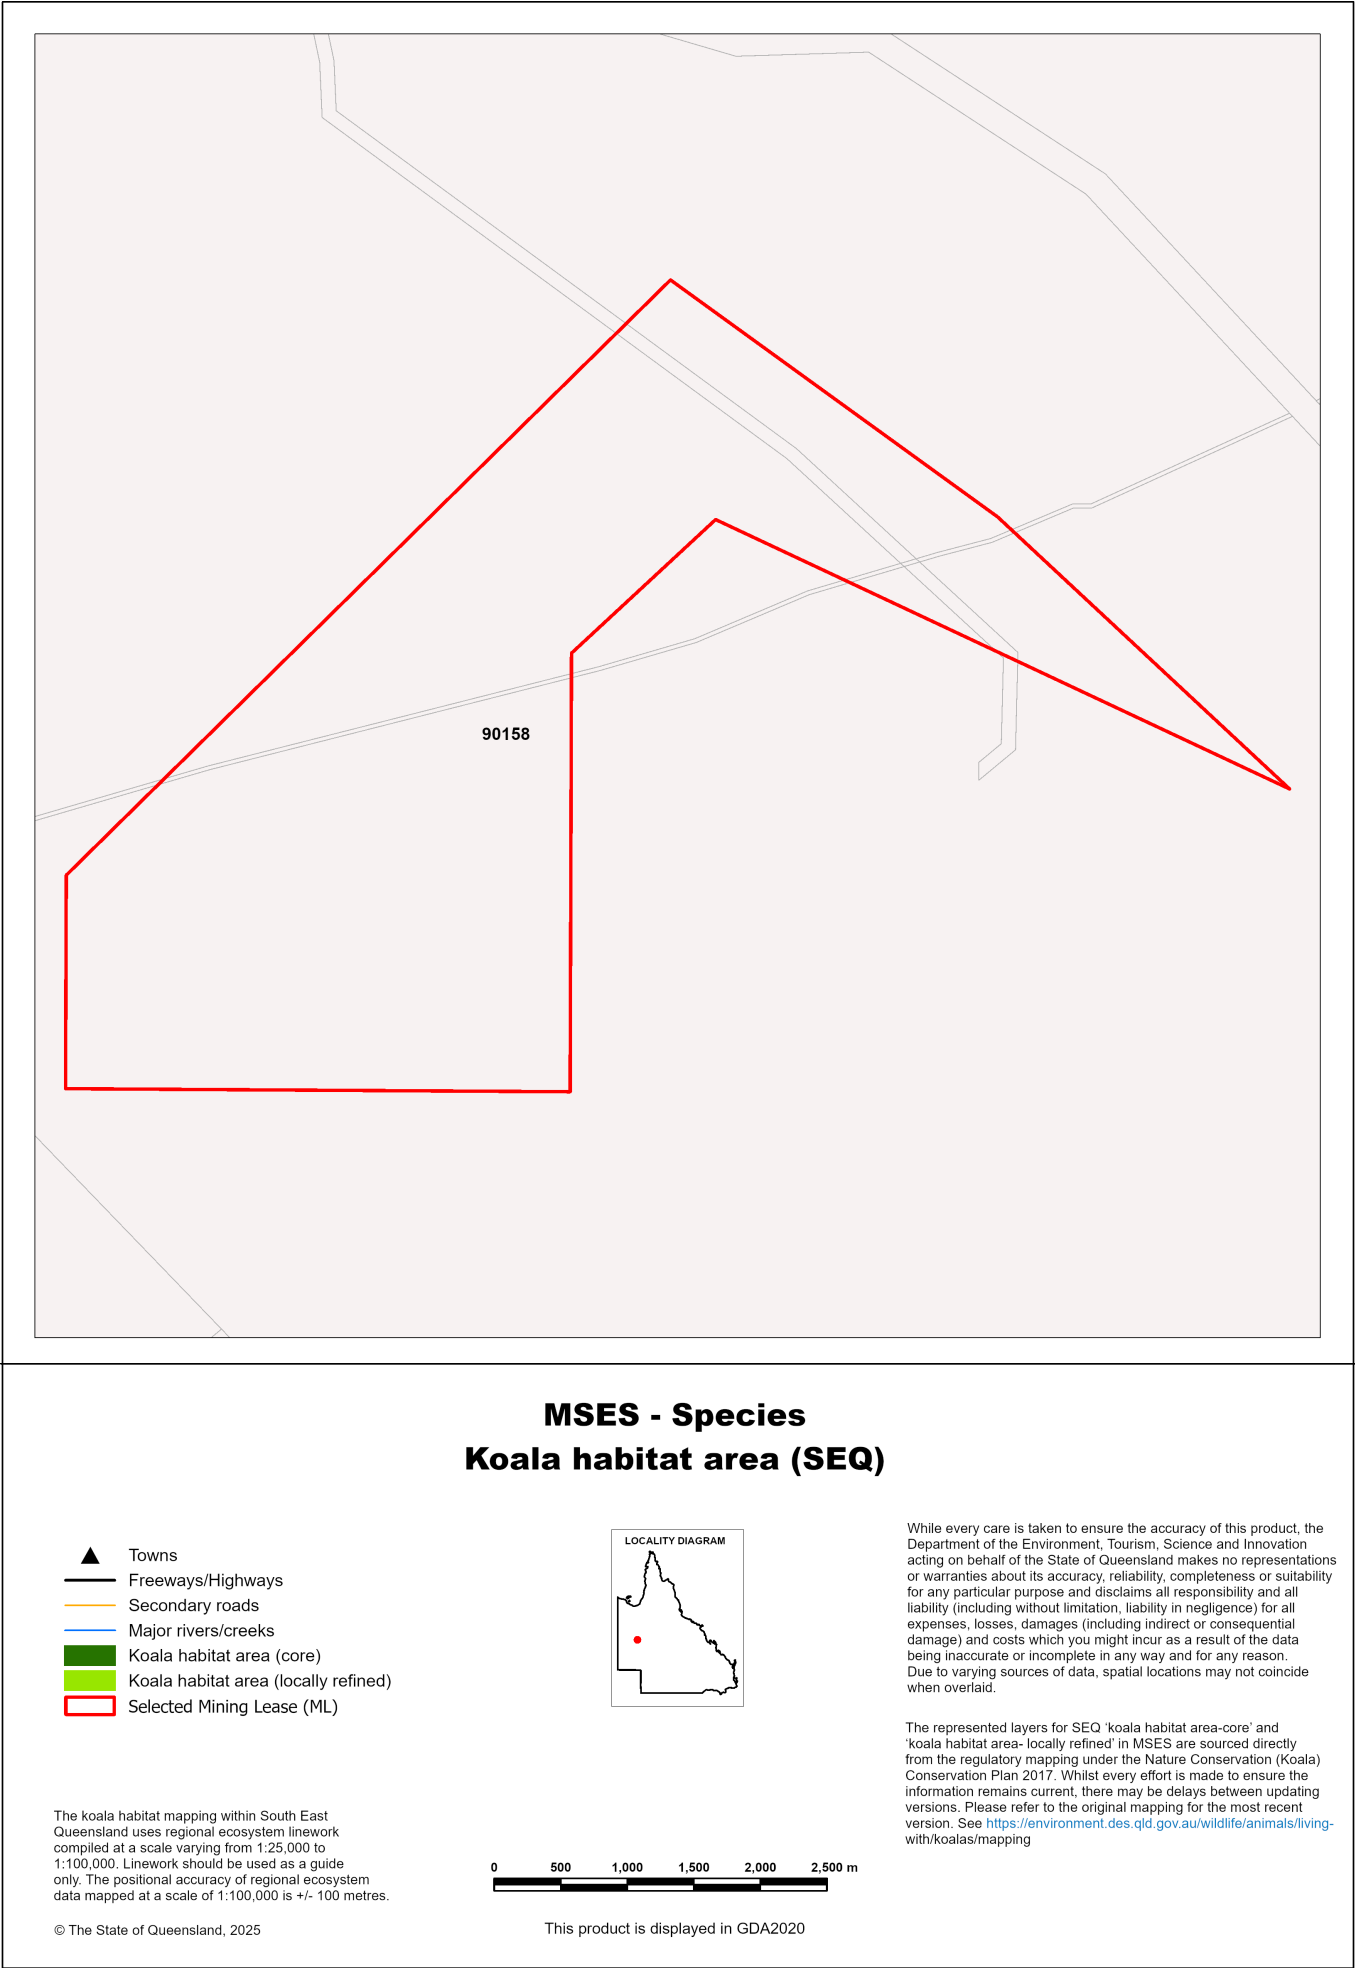 90158
MSES - Species
Koala habitat area (SEQ)
Towns
Freeways/Highways
Secondary roads
Major rivers/creeks
Koala habitat area (core)
Koala habitat area (locally refined)
Selected Mining Lease (ML)
The koala habitat mapping within South East
Queensland uses regional ecosystem linework
compiled at a scale varying from 1:25,000 to
1:100,000. Linework should be used as a guide
only. The positional accuracy of regional ecosystem
data mapped at a scale of 1:100,000 is +/- 100 metres.
© The State of Queensland, 2025
LOCALITY DIAGRAM
0 500 1,000 1,500 2,000 2,500 m
This product is displayed in GDA2020
While every care is taken to ensure the accuracy of this product, the
Department of the Environment, Tourism, Science and Innovation
acting on behalf of the State of Queensland makes no representations
or warranties about its accuracy, reliability, completeness or suitability
for any particular purpose and disclaims all responsibility and all
liability (including without limitation, liability in negligence) for all
expenses, losses, damages (including indirect or consequential
damage) and costs which you might incur as a result of the data
being inaccurate or incomplete in any way and for any reason.
Due to varying sources of data, spatial locations may not coincide
when overlaid.
The represented layers for SEQ ‘koala habitat area-core’ and
‘koala habitat area- locally refined’ in MSES are sourced directly
from the regulatory mapping under the Nature Conservation (Koala)
Conservation Plan 2017. Whilst every effort is made to ensure the
information remains current, there may be delays between updating
versions. Please refer to the original mapping for the most recent
version. See https://environment.des.qld.gov.au/wildlife/animals/living-
with/koalas/mapping